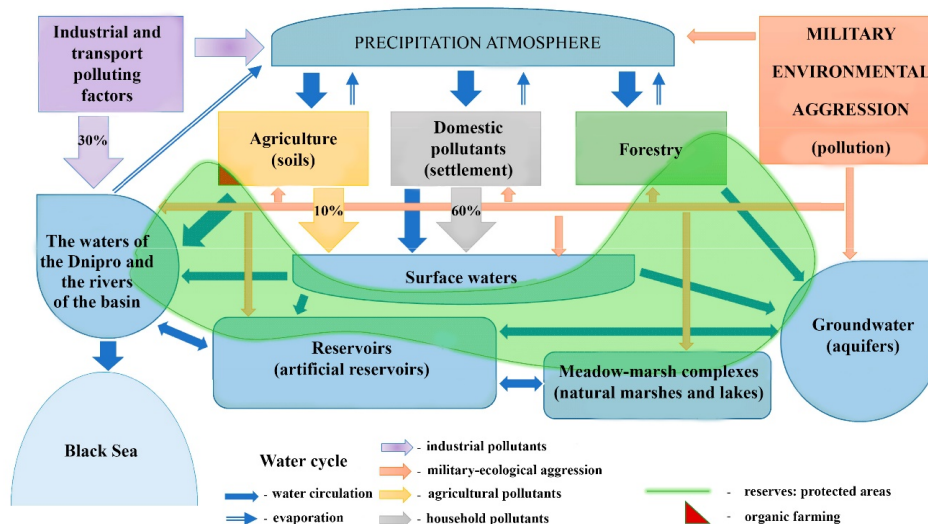 Industrial and
transport
polluting
factors
PRECIPITATION ATMOSPHERE
MILITARY
ENVIRONMENTAL
AGGRESSION
(pollution)
30%
Agriculture
(soils)
Domestic
pollutants
(settlement)
Forestry
10%
60%
The waters of
the Dnipro and
the rivers
of the basin
Surface waters
Groundwater
(aquifers)
Reservoirs
(artificial reservoirs)
Meadow-marsh complexes
(natural marshes and lakes)
Black Sea
Water cycle
- water circulation
- evaporation
- industrial pollutants
- military-ecological aggression
- agricultural pollutants
- household pollutants
- reserves: protected areas
- organic farming